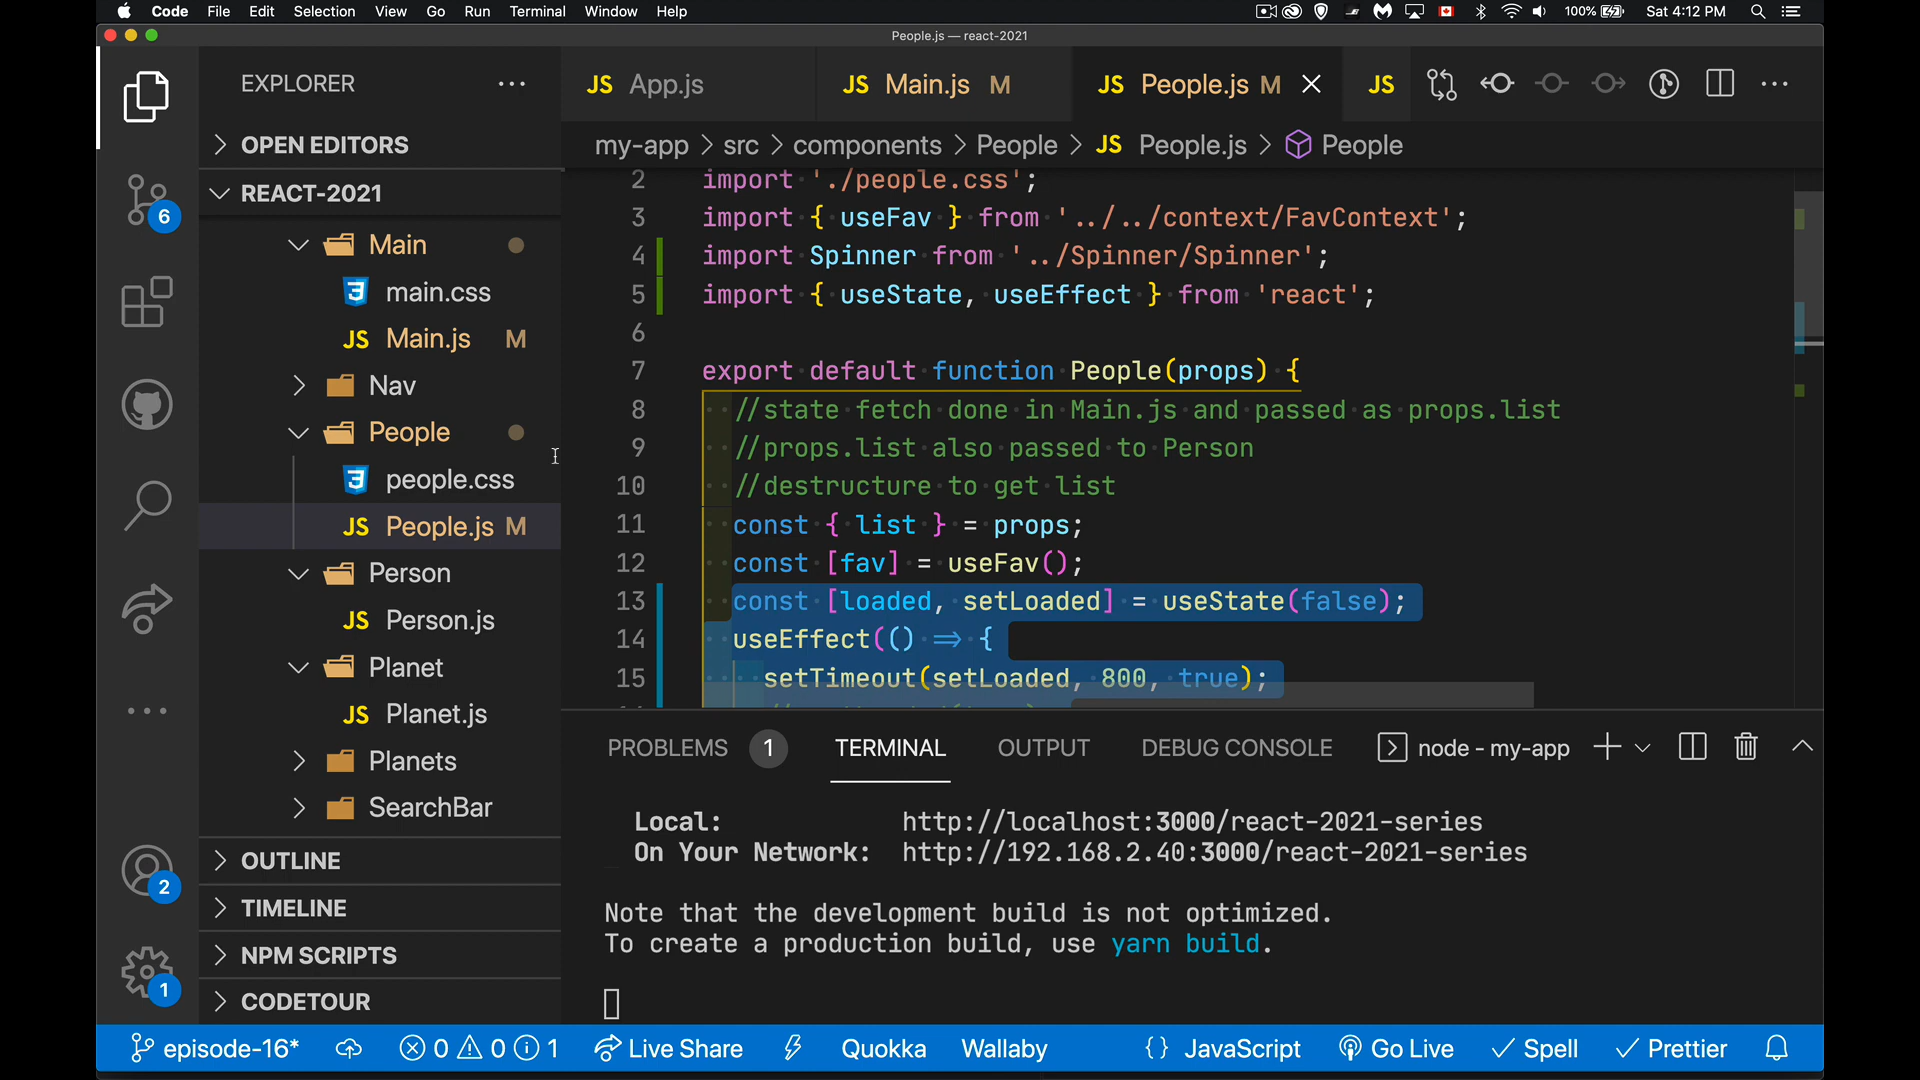 Code File Edit Selection View Go Run Terminal Window Help 100% Sat 4:12 PM
People.js — react-2021
EXPLORER
OPEN EDITORS
REACT-2021
Main
main.css
JS Main.js M
Nav
People
people.css
JS People.js M
Person
JS Person.js
Planet
JS Planet.js
Planets
SearchBar
OUTLINE
TIMELINE
NPM SCRIPTS
CODETOUR
6
2
1
JS App.js JS Main.js M JS People.js M JS
my-app > src > components > People > JS People.js > People
2 import './people.css';
3 import { useFav } from '../../context/FavContext';
4 import Spinner from '../Spinner/Spinner';
5 import { useState, useEffect } from 'react';
6
7 export default function People(props) {
8 //state fetch done in Main.js and passed as props.list
9 //props.list also passed to Person
10 //destructure to get list
11 const { list } = props;
12 const [fav] = useFav();
13 const [loaded, setLoaded] = useState(false);
14 useEffect(() => {
15 setTimeout(setLoaded, 800, true);
PROBLEMS 1 TERMINAL OUTPUT DEBUG CONSOLE node - my-app
Local: http://localhost:3000/react-2021-series
On Your Network: http://192.168.2.40:3000/react-2021-series
Note that the development build is not optimized.
To create a production build, use yarn build.
episode-16* 0 0 1 Live Share Quokka Wallaby {} JavaScript Go Live Spell Prettier